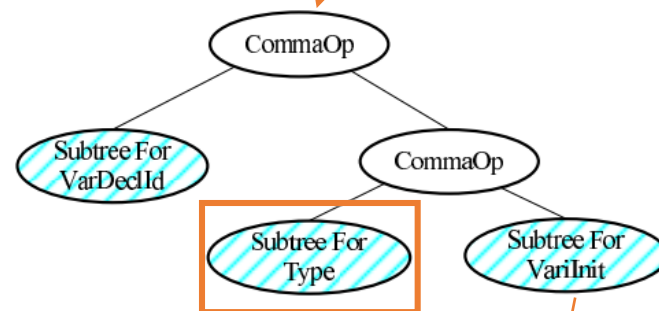 CommaOp
Subtree For
VarDeclId
CommaOp
Subtree For
Type
Subtree For
VariInit